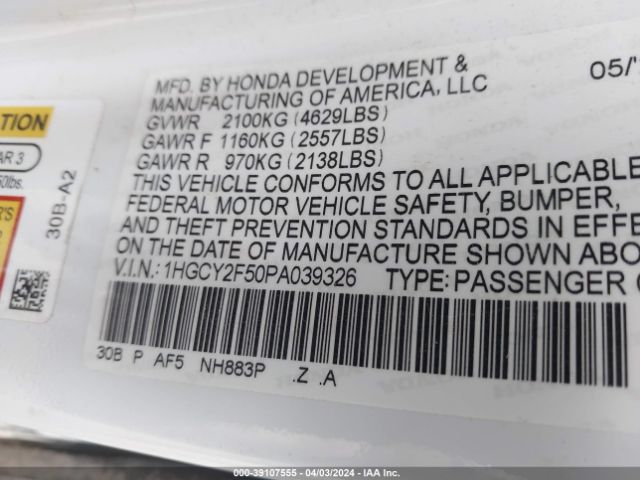 MFD. BY HONDA DEVELOPMENT & 05/
MANUFACTURING OF AMERICA, LLC
GVWR 2100KG (4629LBS)
GAWR F 1160KG (2557LBS)
GAWR R 970KG (2138LBS)
THIS VEHICLE CONFORMS TO ALL APPLICABLE
FEDERAL MOTOR VEHICLE SAFETY, BUMPER,
AND THEFT PREVENTION STANDARDS IN EFFE
ON THE DATE OF MANUFACTURE SHOWN ABO
V.I.N.: 1HGCY2F50PA039326 TYPE: PASSENGER
30B P AF5 NH883P .Z .A
30B-A2
000-39107555 - 04/03/2024 - IAA Inc.